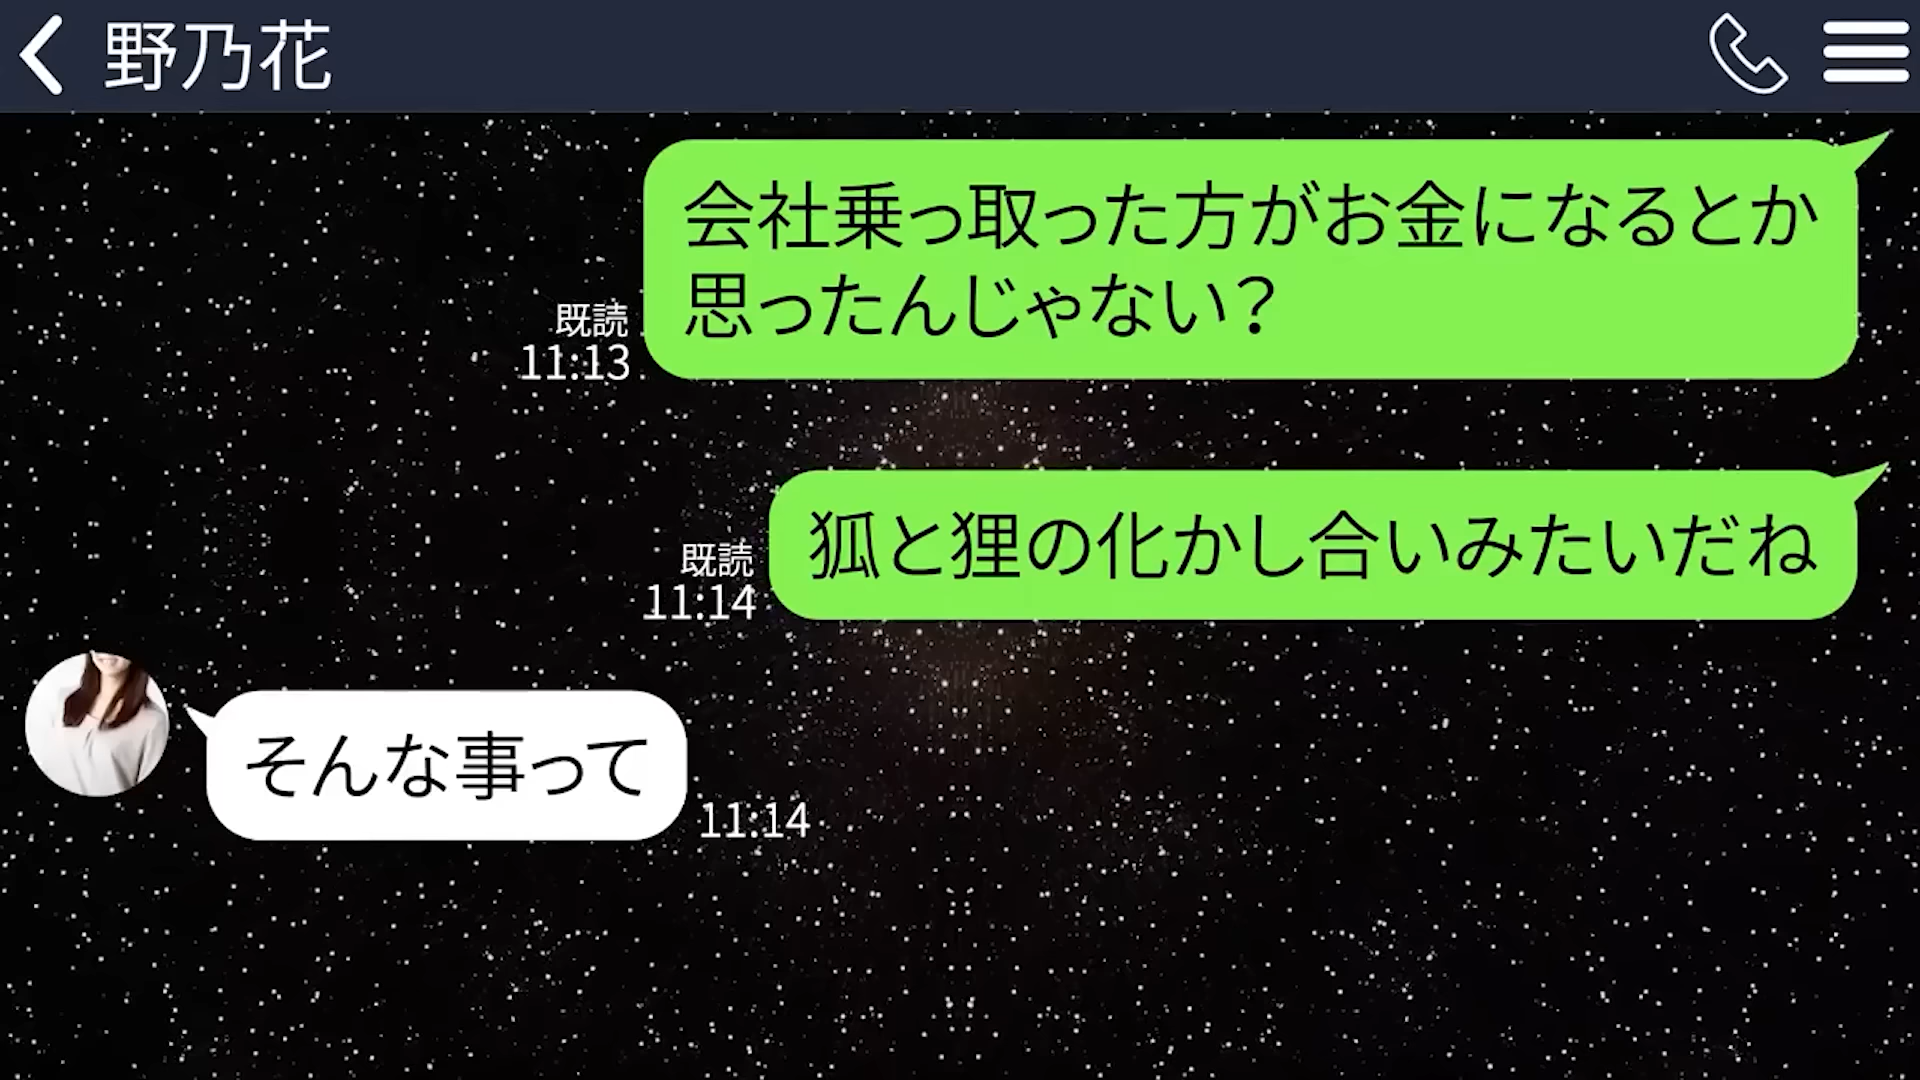 野乃花
会社乗っ取った方がお金になるとか
思ったんじゃない？
既読
11:13
狐と狸の化かし合いみたいだね
既読
11:14
そんな事って
11:14